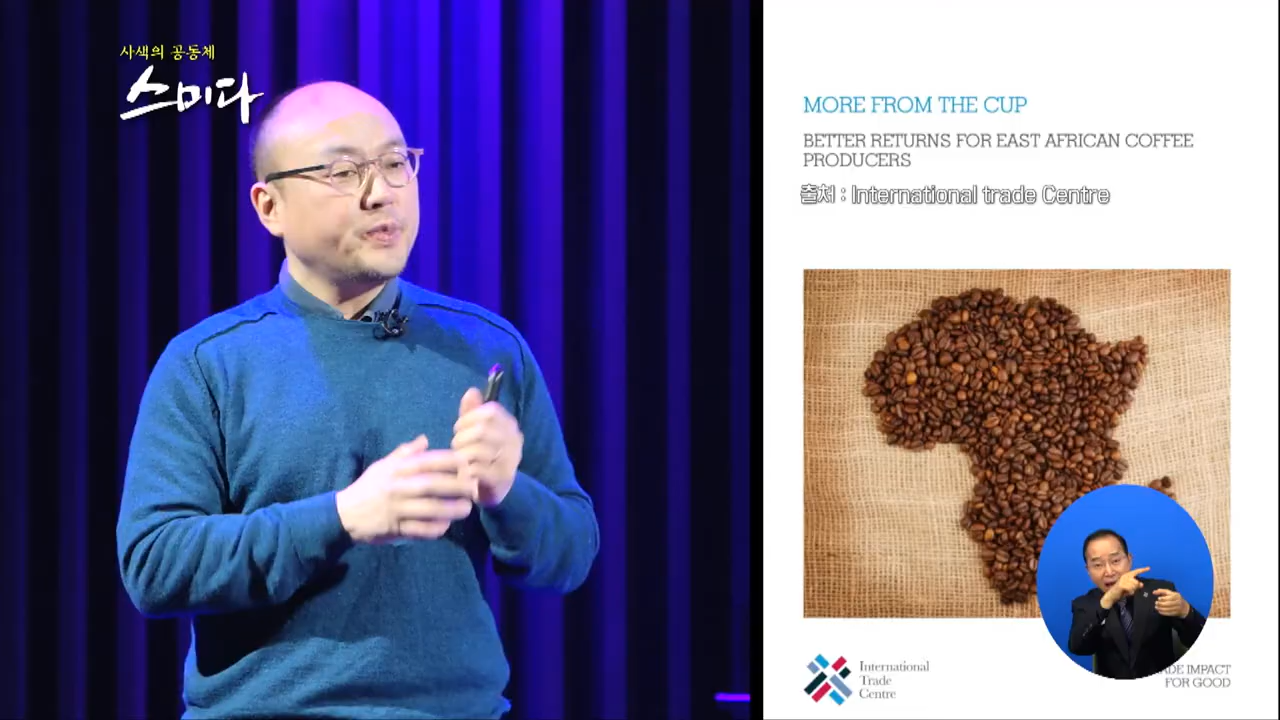 사색의 공동체
스미다
MORE FROM THE CUP
BETTER RETURNS FOR EAST AFRICAN COFFEE
PRODUCERS
출처 : International trade Centre
International
Trade
Centre
IMPACT
FOR GOOD